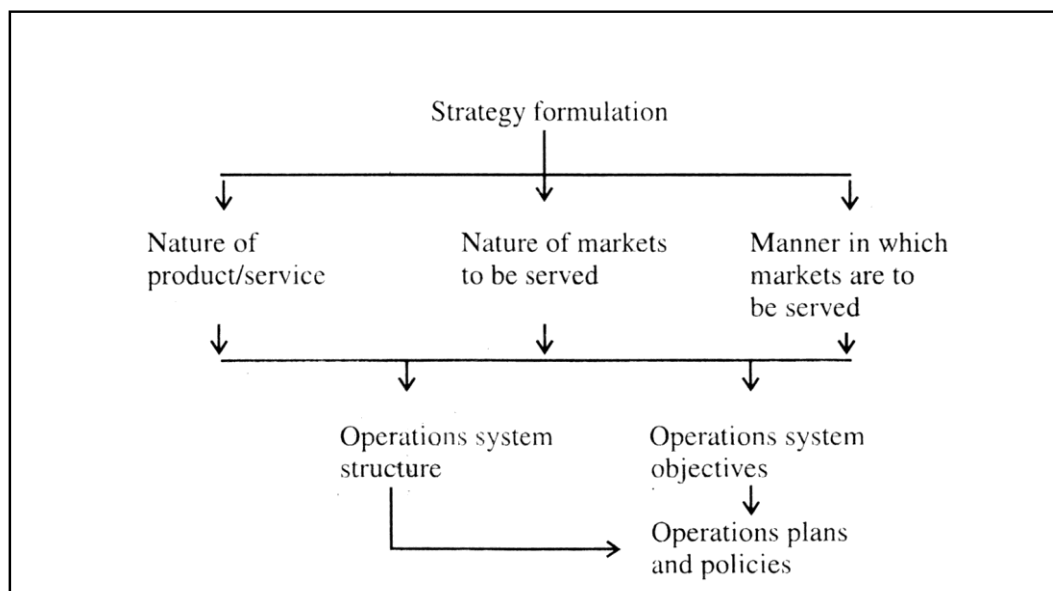 Strategy formulation
Nature of
product/service
Nature of markets
to be served
Manner in which
markets are to
be served
Operations system
structure
Operations system
objectives
Operations plans
and policies